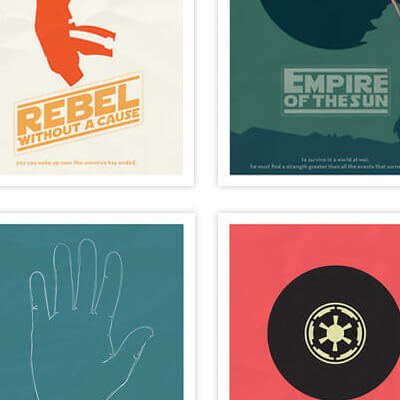 REBEL
WITHOUT A CAUSE
you can wake up now, the universe has ended.
EMPIRE
OF THE SUN
to survive in a world at war,
he must find a strength greater than all the events that